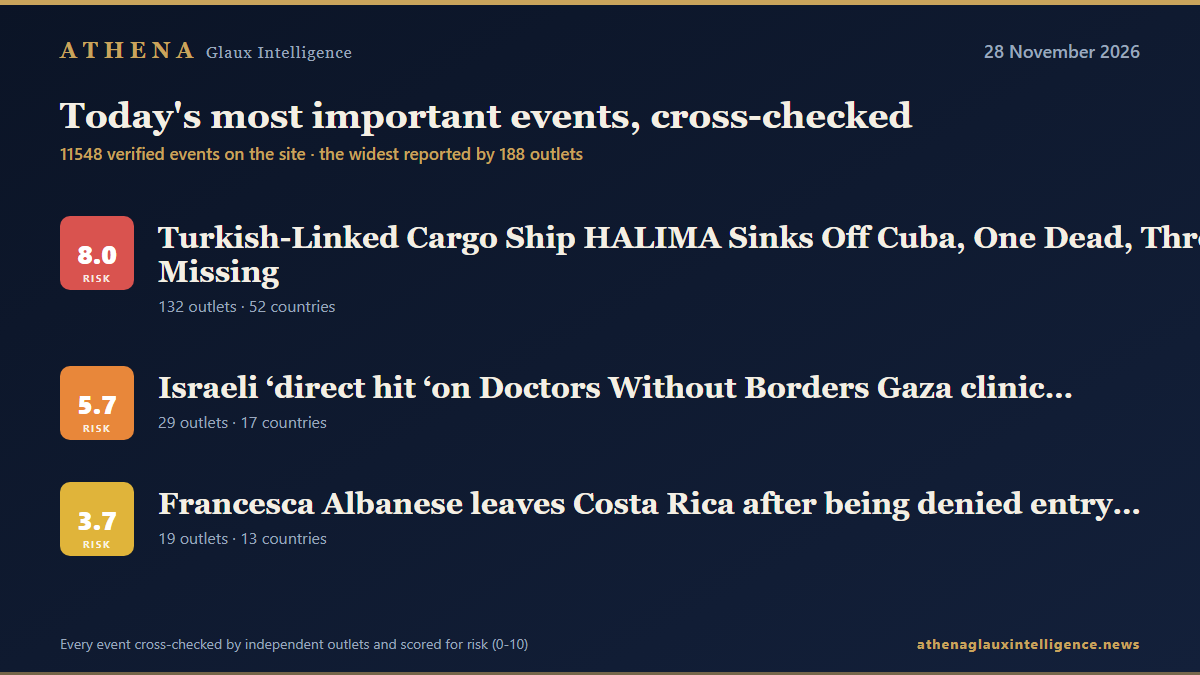 ATHENA Glaux Intelligence
28 November 2026
Today's most important events, cross-checked
11548 verified events on the site · the widest reported by 188 outlets
8.0
RISK
Turkish-Linked Cargo Ship HALIMA Sinks Off Cuba, One Dead,
Missing
132 outlets · 52 countries
5.7
RISK
Israeli ‘direct hit ‘on Doctors Without Borders Gaza clinic...
29 outlets · 17 countries
3.7
RISK
Francesca Albanese leaves Costa Rica after being denied entry...
19 outlets · 13 countries
Every event cross-checked by independent outlets and scored for risk (0-10)
athenaglauxintelligence.news